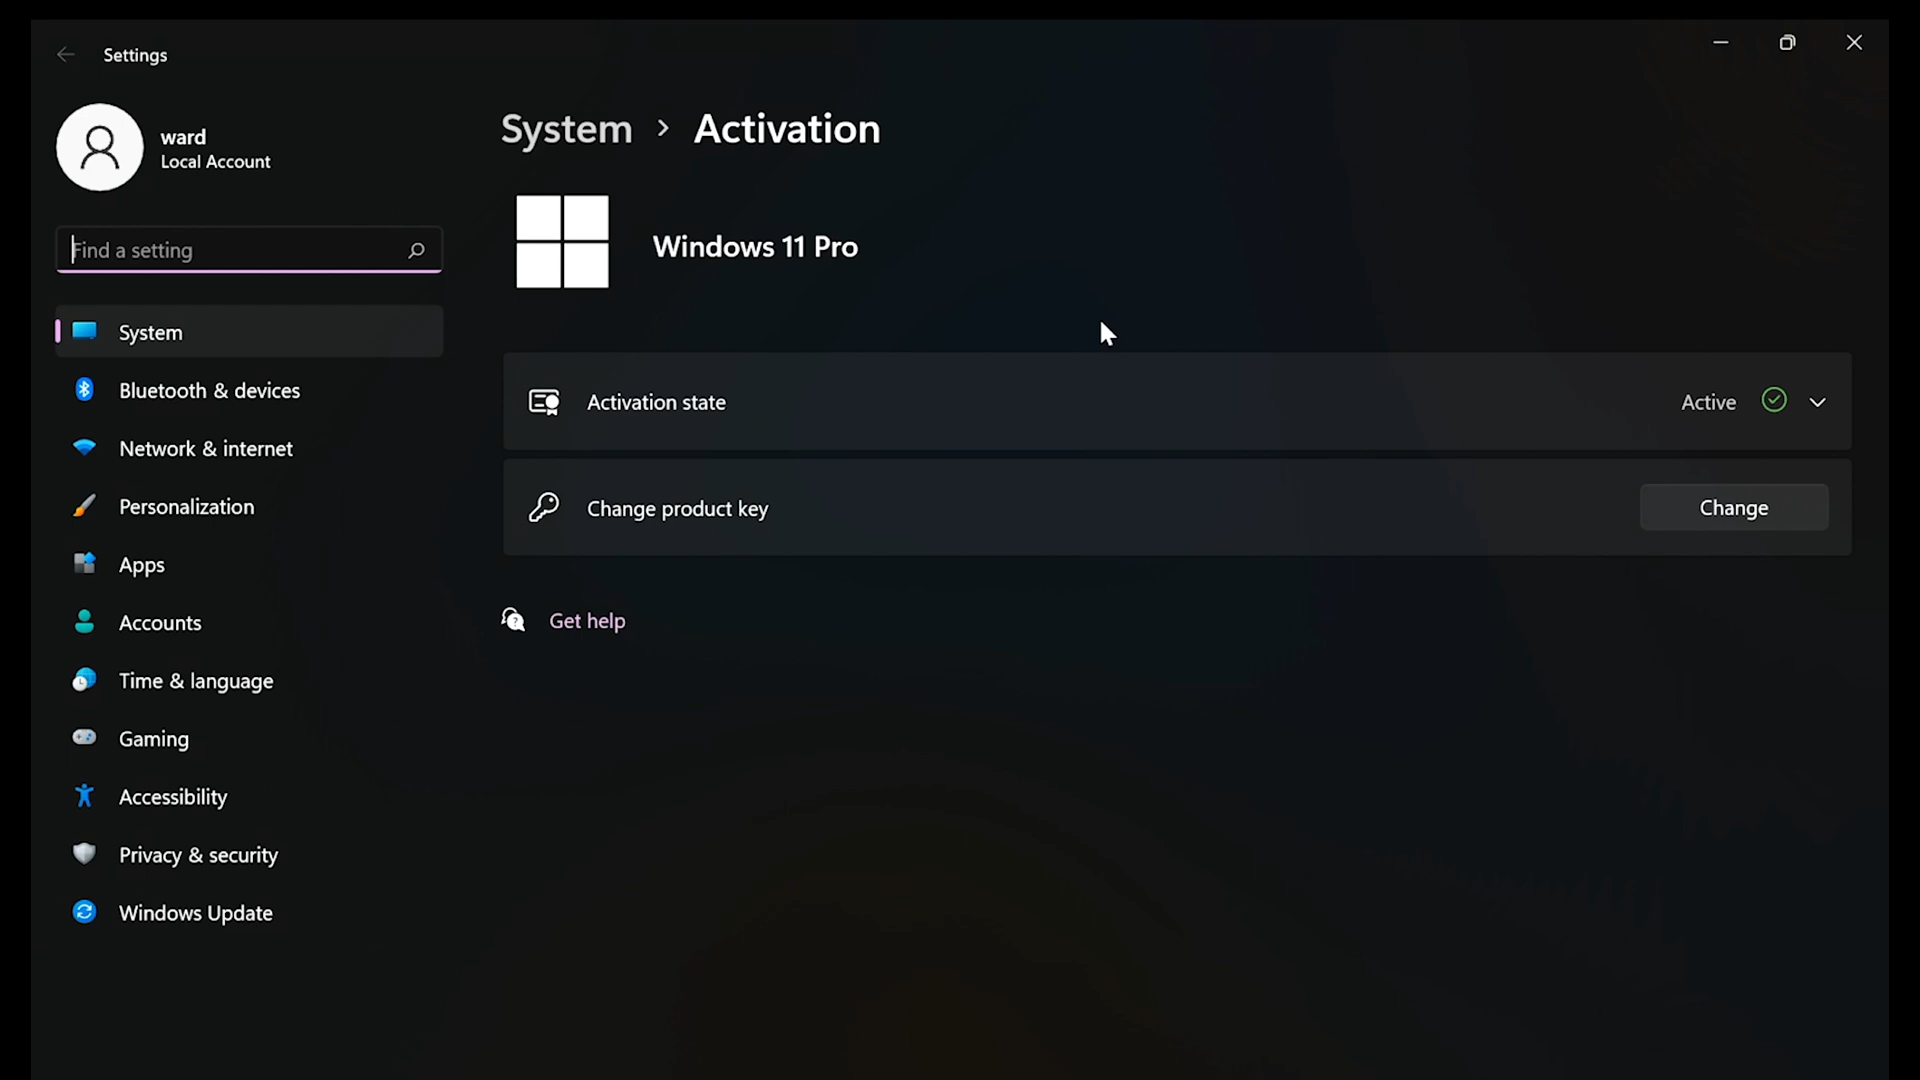 Settings
ward
Local Account
Find a setting
System
Bluetooth & devices
Network & internet
Personalization
Apps
Accounts
Time & language
Gaming
Accessibility
Privacy & security
Windows Update
System > Activation
Windows 11 Pro
Activation state
Active
Change product key
Change
Get help